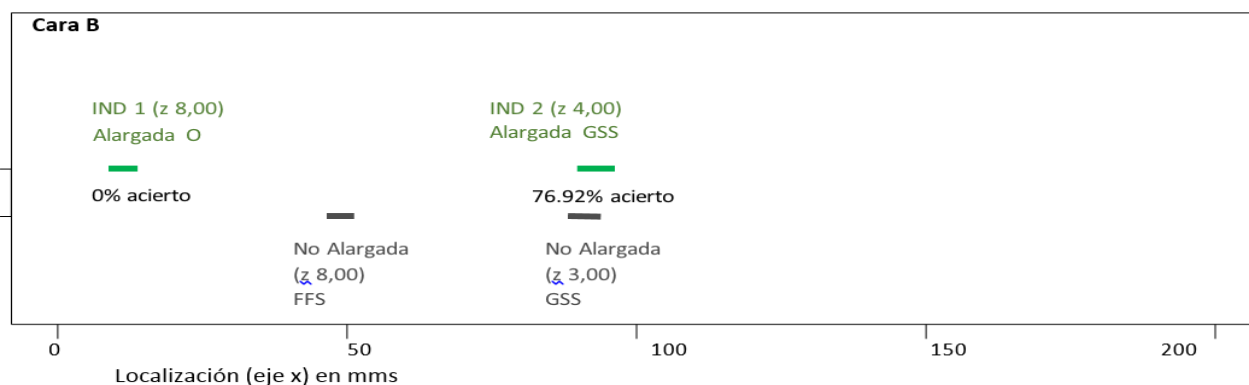 Cara B
IND 1 (z 8,00)
Alargada O
IND 2 (z 4,00)
Alargada GSS
0% acierto
76.92% acierto
No Alargada
(z 8,00)
FFS
No Alargada
(z 3,00)
GSS
0 50 100 150 200
Localización (eje x) en mms